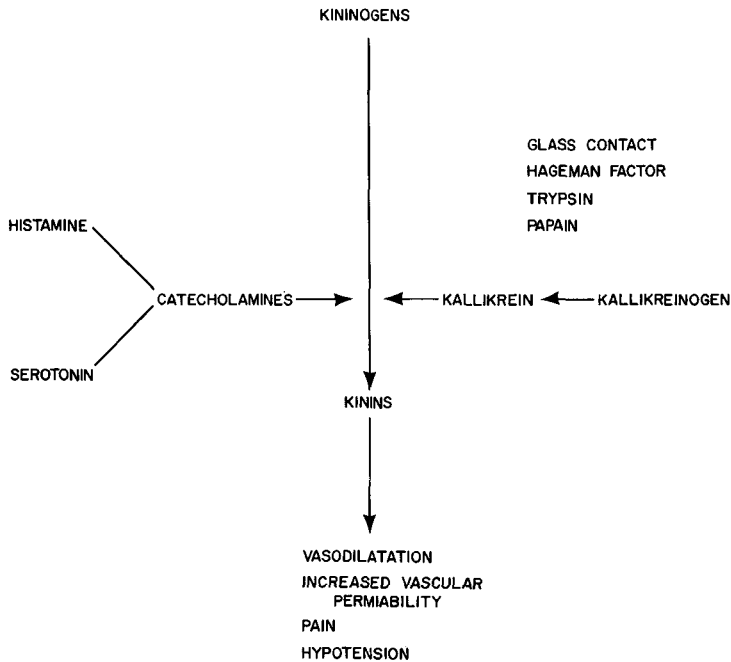 KININOGENS
GLASS CONTACT
HAGEMAN FACTOR
TRYPSIN
PAPAIN
HISTAMINE
CATECHOLAMINES
KALLIKREIN
KALLIKREINOGEN
SEROTONIN
KININS
VASODILATATION
INCREASED VASCULAR
PERMIABILITY
PAIN
HYPOTENSION